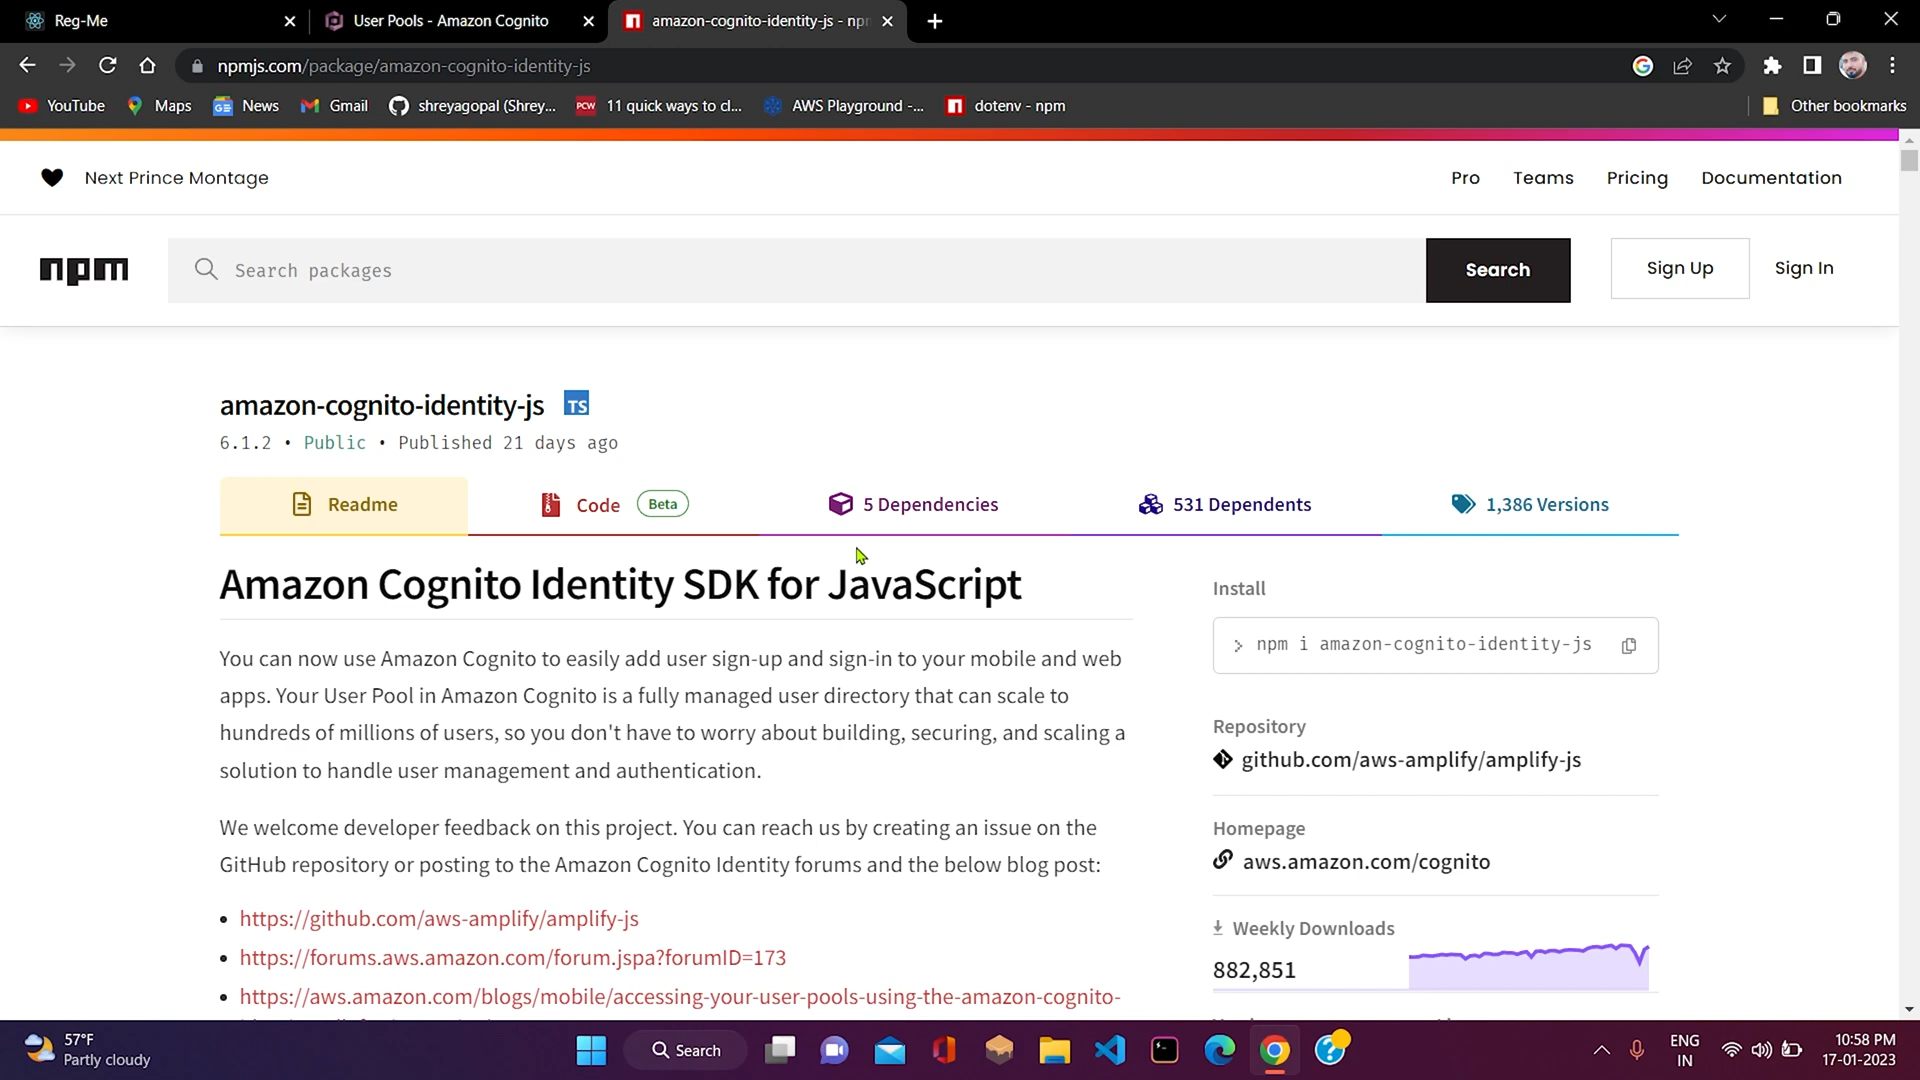 Reg-Me
User Pools - Amazon Cognito
amazon-cognito-identity-js - npm
npmjs.com/package/amazon-cognito-identity-js
YouTube
Maps
News
Gmail
shreyagopal (Shrey...
PCW
11 quick ways to cl...
AWS Playground -...
dotenv - npm
Other bookmarks
Next Prince Montage
Pro
Teams
Pricing
Documentation
npm
Search packages
Search
Sign Up
Sign In
amazon-cognito-identity-js TS
6.1.2 • Public • Published 21 days ago
Readme
Code Beta
5 Dependencies
531 Dependents
1,386 Versions
Amazon Cognito Identity SDK for JavaScript
You can now use Amazon Cognito to easily add user sign-up and sign-in to your mobile and web
apps. Your User Pool in Amazon Cognito is a fully managed user directory that can scale to
hundreds of millions of users, so you don't have to worry about building, securing, and scaling a
solution to handle user management and authentication.
We welcome developer feedback on this project. You can reach us by creating an issue on the
GitHub repository or posting to the Amazon Cognito Identity forums and the below blog post:
• https://github.com/aws-amplify/amplify-js
• https://forums.aws.amazon.com/forum.jspa?forumID=173
• https://aws.amazon.com/blogs/mobile/accessing-your-user-pools-using-the-amazon-cognito-
Install
> npm i amazon-cognito-identity-js
Repository
github.com/aws-amplify/amplify-js
Homepage
aws.amazon.com/cognito
Weekly Downloads
882,851
57°F
Partly cloudy
Search
ENG
IN
10:58 PM
17-01-2023